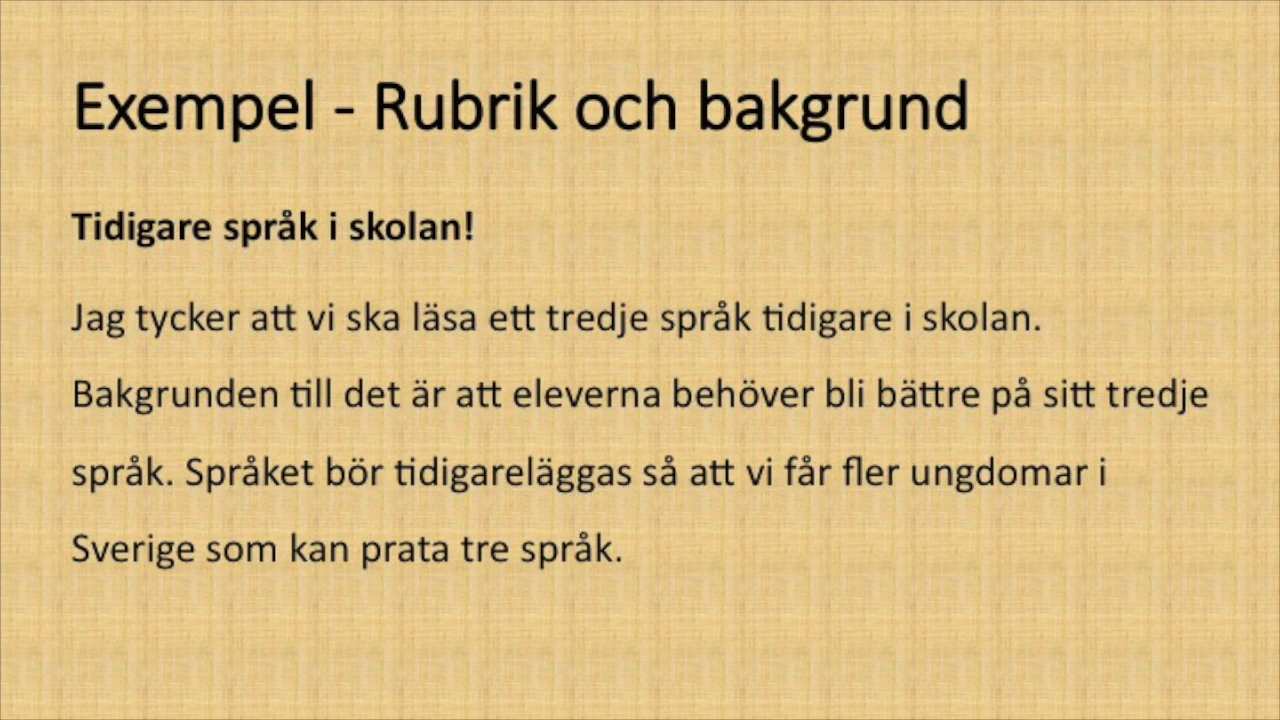 Exempel - Rubrik och bakgrund
Tidigare språk i skolan!
Jag tycker att vi ska läsa ett tredje språk tidigare i skolan.
Bakgrunden till det är att eleverna behöver bli bättre på sitt tredje
språk. Språket bör tidigareläggas så att vi får fler ungdomar i
Sverige som kan prata tre språk.